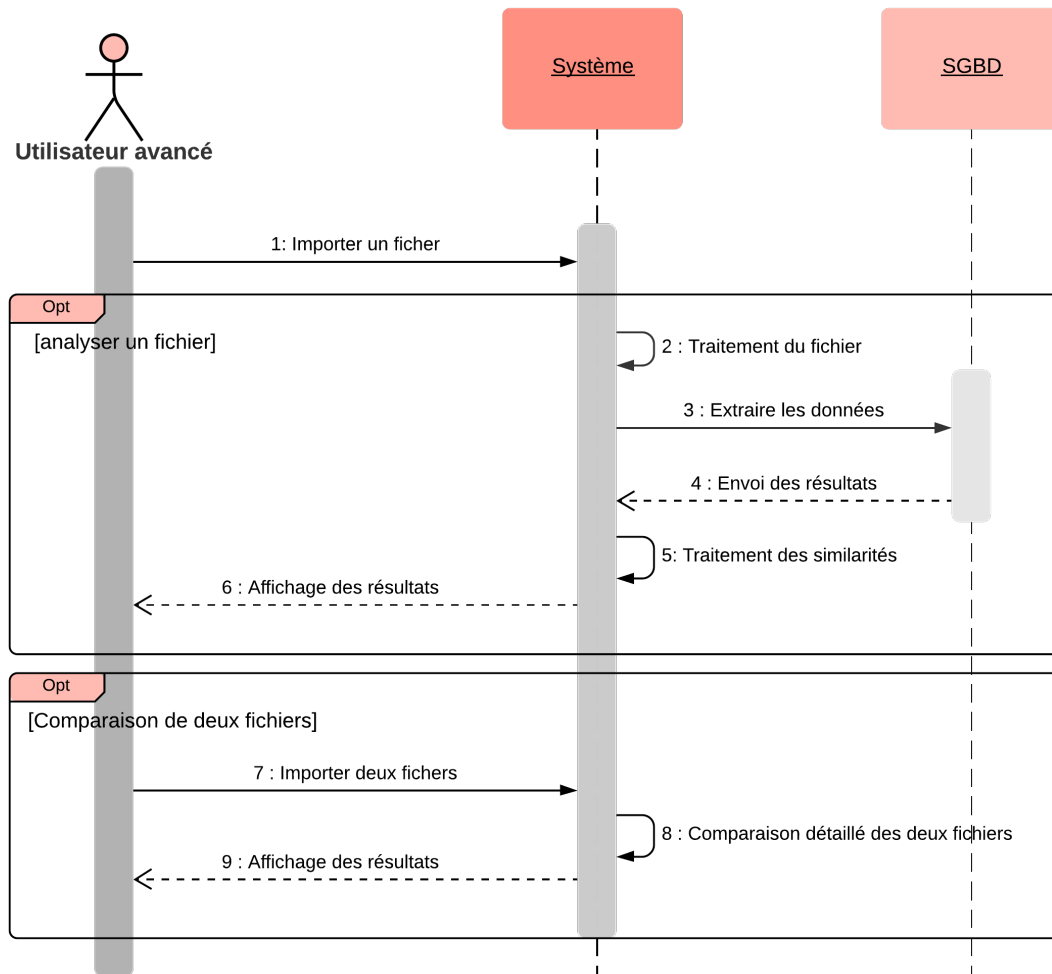 Système
SGBD
Utilisateur avancé
1: Importer un ficher
Opt
[analyser un fichier]
2 : Traitement du fichier
3 : Extraire les données
4 : Envoi des résultats
5: Traitement des similarités
6 : Affichage des résultats
Opt
[Comparaison de deux fichiers]
7 : Importer deux fichers
8 : Comparaison détaillé des deux fichiers
9 : Affichage des résultats